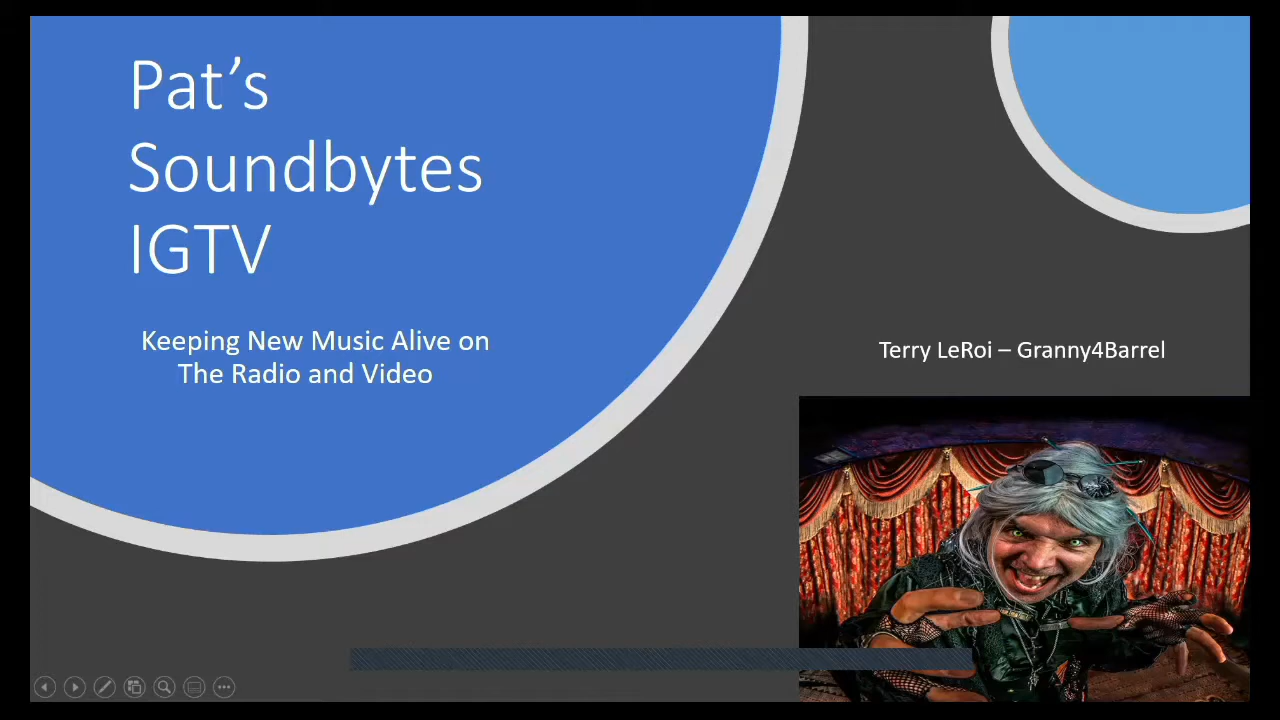 Pat’s
Soundbytes
IGTV
Keeping New Music Alive on
The Radio and Video
Terry LeRoi – Granny4Barrel